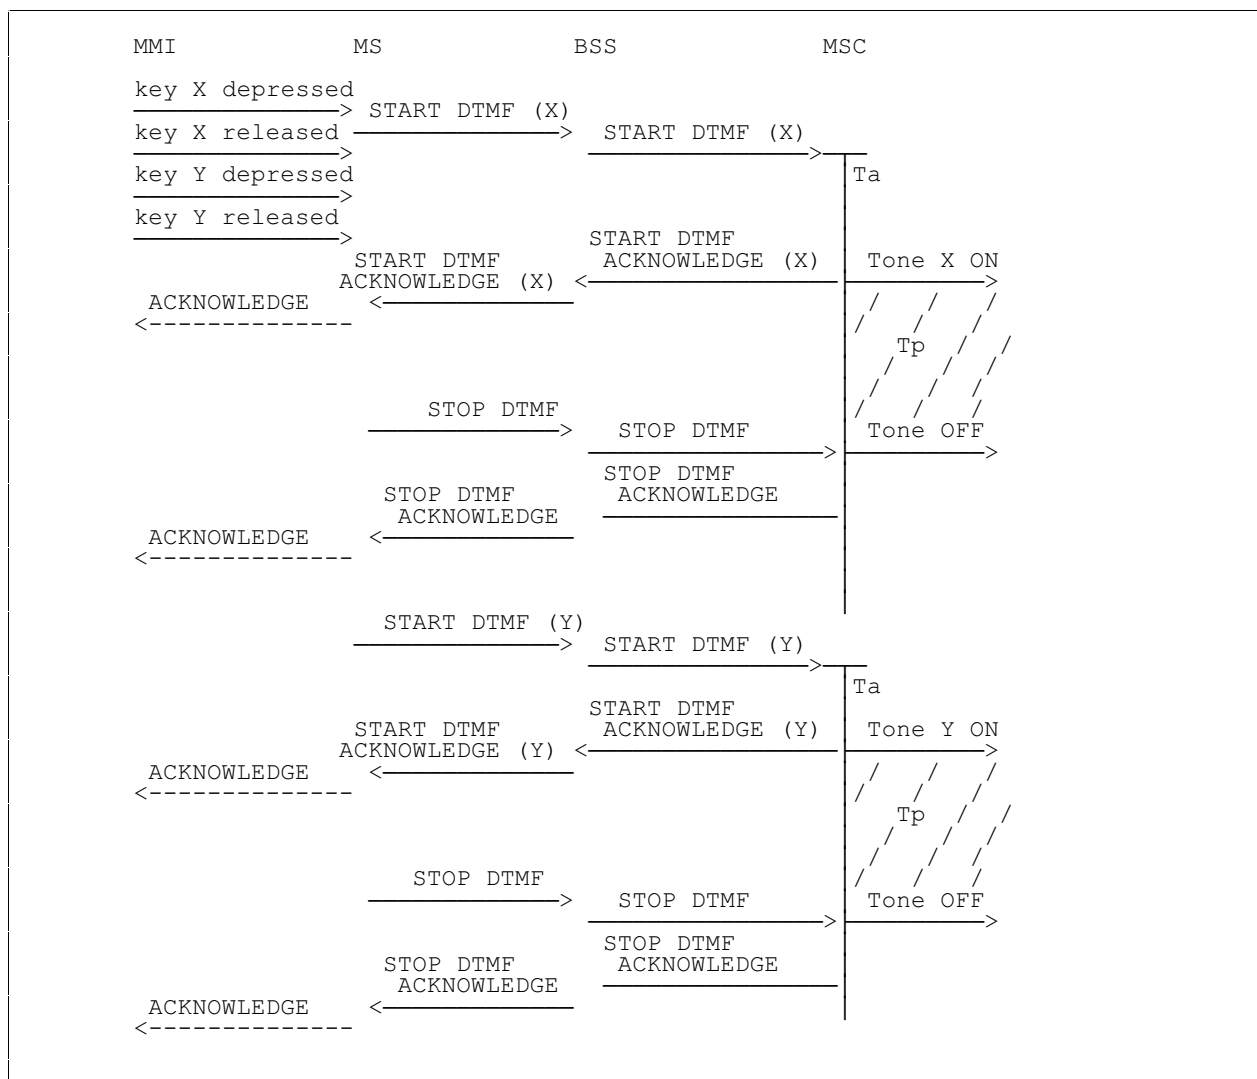 MMI MS BSS MSC
key X depressed
START DTMF (X)
key X released START DTMF (X)
key Y depressed Ta
key Y released
START DTMF
START DTMF ACKNOWLEDGE (X) Tone X ON
ACKNOWLEDGE (X)
ACKNOWLEDGE
Tp
STOP DTMF
STOP DTMF Tone OFF
STOP DTMF
STOP DTMF ACKNOWLEDGE
ACKNOWLEDGE
ACKNOWLEDGE
START DTMF (Y)
START DTMF (Y)
Ta
START DTMF
START DTMF ACKNOWLEDGE (Y) Tone Y ON
ACKNOWLEDGE (Y)
ACKNOWLEDGE
Tp
STOP DTMF
STOP DTMF Tone OFF
STOP DTMF
STOP DTMF ACKNOWLEDGE
ACKNOWLEDGE
ACKNOWLEDGE